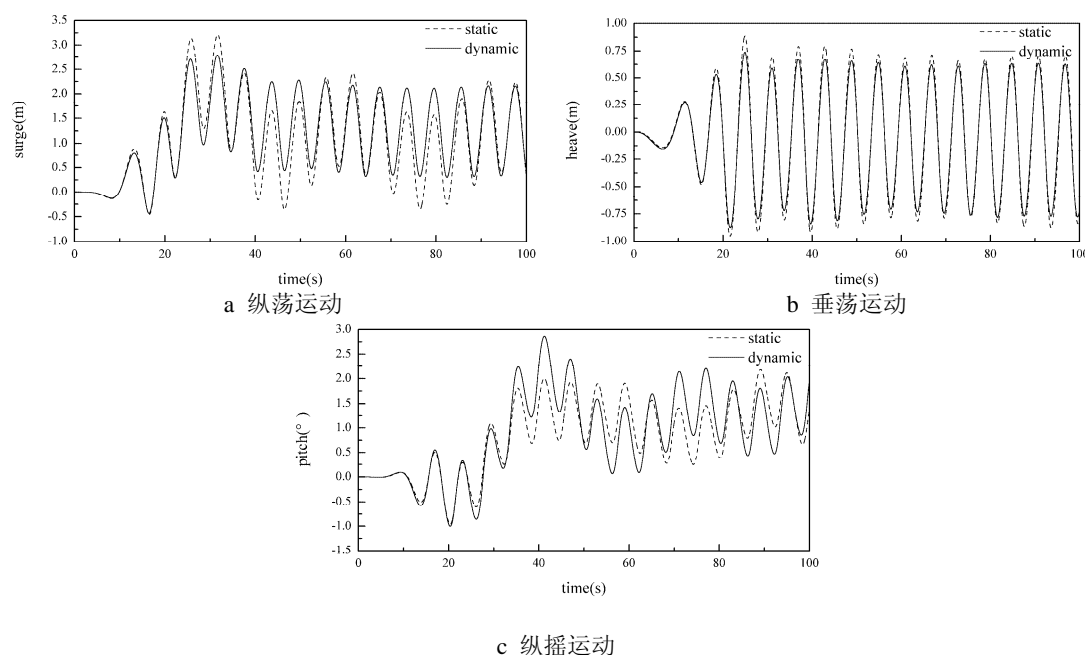 3.5
3.0
2.5
2.0
1.5
1.0
0.5
0.0
-0.5
-1.0
surge(m)
static
dynamic
0 20 40 60 80 100
time(s)
a 纵荡运动
1.00
0.75
0.50
0.25
0.00
-0.25
-0.50
-0.75
-1.00
heave(m)
static
dynamic
0 20 40 60 80 100
time(s)
b 垂荡运动
3.0
2.5
2.0
1.5
1.0
0.5
0.0
-0.5
-1.0
-1.5
pitch(°)
static
dynamic
0 20 40 60 80 100
time(s)
c 纵摇运动